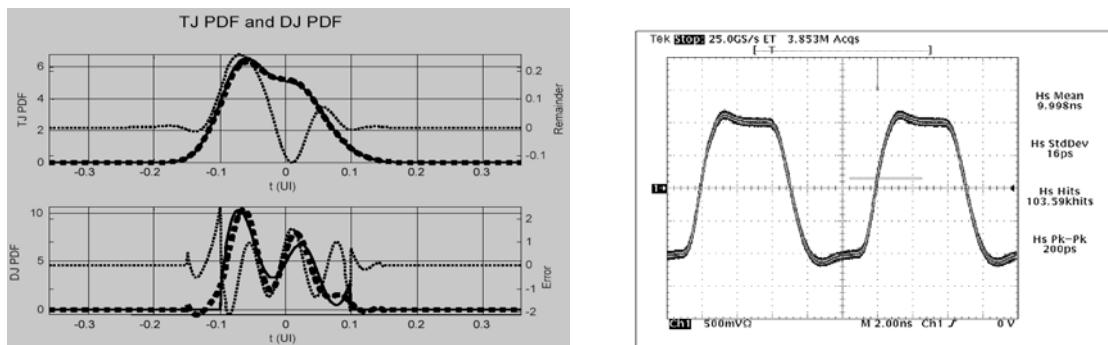 TJ PDF and DJ PDF
6
4
2
0
TJ PDF
0.2
0.1
0
-0.1
Remainder
-0.3 -0.2 -0.1 0 0.1 0.2 0.3
t (UI)
10
5
0
DJ PDF
2
1
0
-1
-2
Error
-0.3 -0.2 -0.1 0 0.1 0.2 0.3
t (UI)
Tek Stop: 25.0GS/s ET 3.853M Acqs
[ T ]
Hs Mean
9.998ns
Hs StdDev
16ps
1
Hs Hits
103.59khits
Hs Pk-Pk
200ps
Ch1 500mVΩ M 2.00ns Ch1 0 V